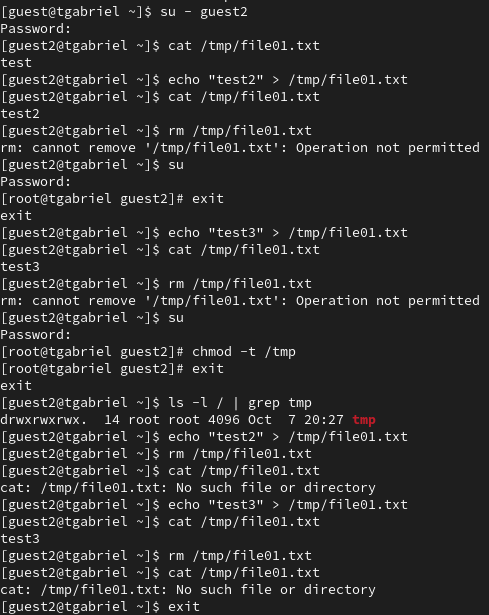 [guest@tgabriel ~]$ su - guest2
Password:
[guest2@tgabriel ~]$ cat /tmp/file01.txt
test
[guest2@tgabriel ~]$ echo "test2" > /tmp/file01.txt
[guest2@tgabriel ~]$ cat /tmp/file01.txt
test2
[guest2@tgabriel ~]$ rm /tmp/file01.txt
rm: cannot remove '/tmp/file01.txt': Operation not permitted
[guest2@tgabriel ~]$ su
Password:
[root@tgabriel guest2]# exit
exit
[guest2@tgabriel ~]$ echo "test3" > /tmp/file01.txt
[guest2@tgabriel ~]$ cat /tmp/file01.txt
test3
[guest2@tgabriel ~]$ rm /tmp/file01.txt
rm: cannot remove '/tmp/file01.txt': Operation not permitted
[guest2@tgabriel ~]$ su
Password:
[root@tgabriel guest2]# chmod -t /tmp
[root@tgabriel guest2]# exit
exit
[guest2@tgabriel ~]$ ls -l / | grep tmp
drwxrwxrwx.  14 root root 4096 Oct  7 20:27 tmp
[guest2@tgabriel ~]$ echo "test2" > /tmp/file01.txt
[guest2@tgabriel ~]$ rm /tmp/file01.txt
[guest2@tgabriel ~]$ cat /tmp/file01.txt
cat: /tmp/file01.txt: No such file or directory
[guest2@tgabriel ~]$ echo "test3" > /tmp/file01.txt
[guest2@tgabriel ~]$ cat /tmp/file01.txt
test3
[guest2@tgabriel ~]$ rm /tmp/file01.txt
[guest2@tgabriel ~]$ cat /tmp/file01.txt
cat: /tmp/file01.txt: No such file or directory
[guest2@tgabriel ~]$ exit